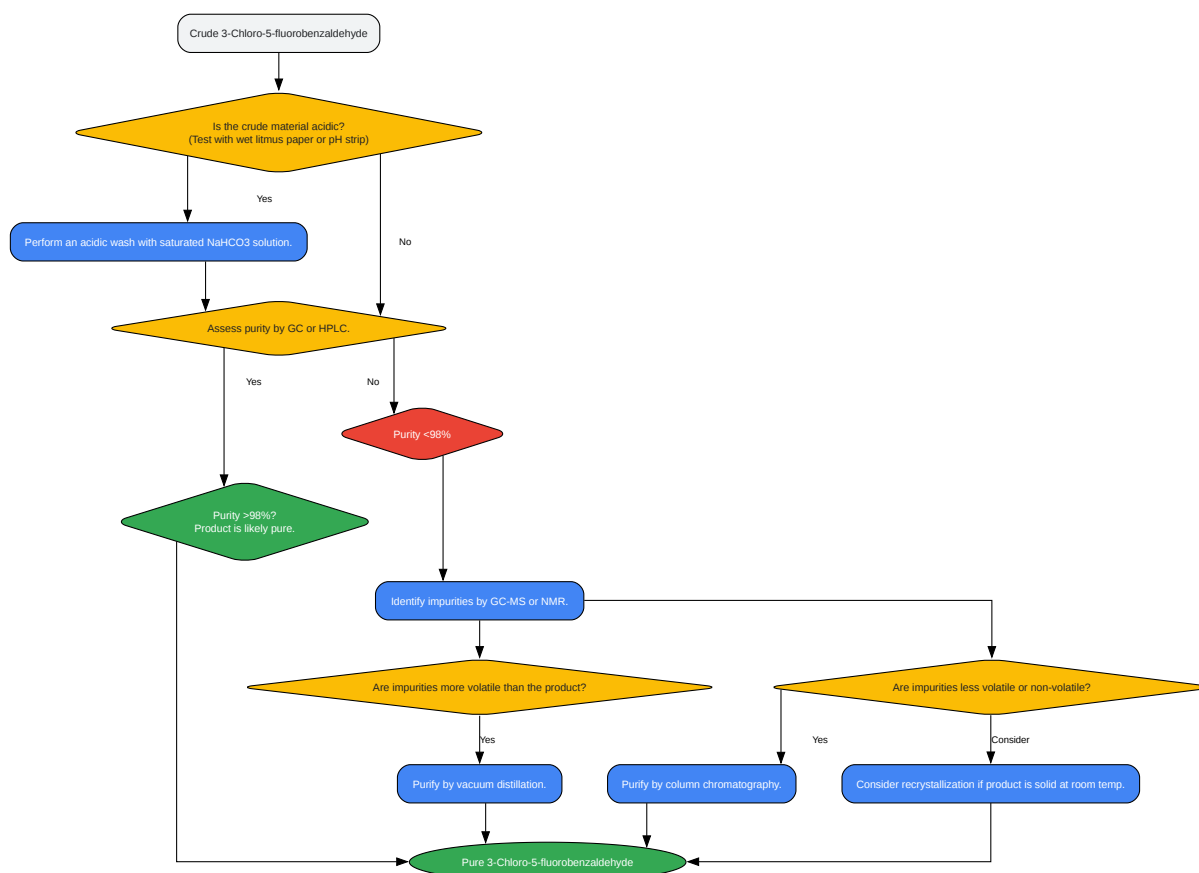 Crude 3-Chloro-5-fluorobenzaldehyde
Is the crude material acidic?
(Test with wet litmus paper or pH strip)
Yes
Perform an acidic wash with saturated NaHCO3 solution.
No
Assess purity by GC or HPLC.
Yes
No
Purity <98%
Purity >98%?
Product is likely pure.
Identify impurities by GC-MS or NMR.
Are impurities more volatile than the product?
Are impurities less volatile or non-volatile?
Yes
Yes
Consider
Purify by vacuum distillation.
Purify by column chromatography.
Consider recrystallization if product is solid at room temp.
Pure 3-Chloro-5-fluorobenzaldehyde